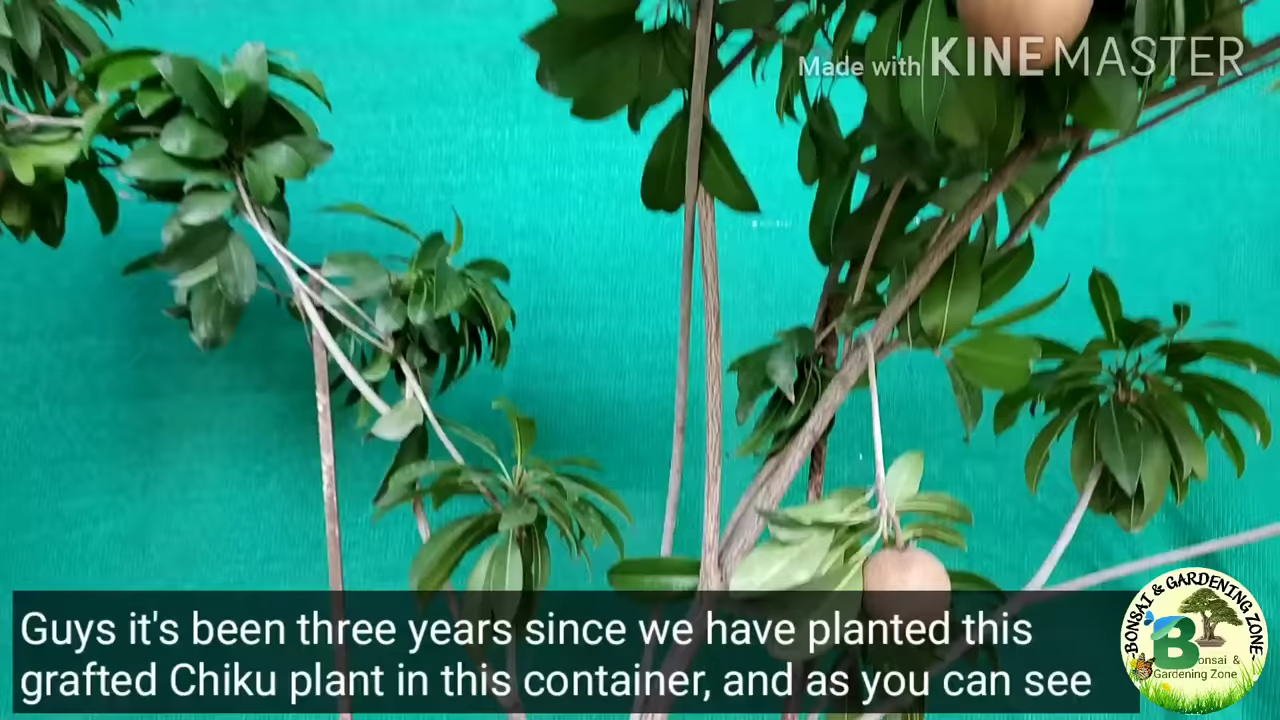 Made with KINEMASTER
Guys it's been three years since we have planted this
grafted Chiku plant in this container, and as you can see
BONSAI & GARDENING ZONE
B
onsai &
Gardening Zone